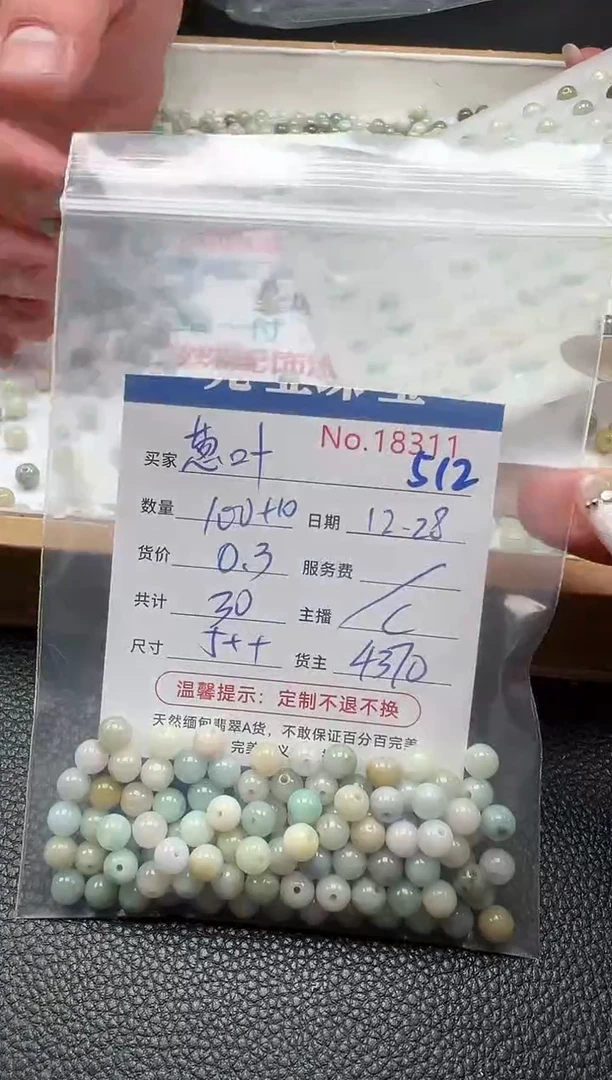 No.18311
买家 葱叶 512
数量 100+10 日期 12-28
货价 0.3 服务费 /
共计 30 主播 C
尺寸 5++ 货主 4370
温馨提示：定制不退不换
天然缅甸翡翠A货，不敢保证百分百完美